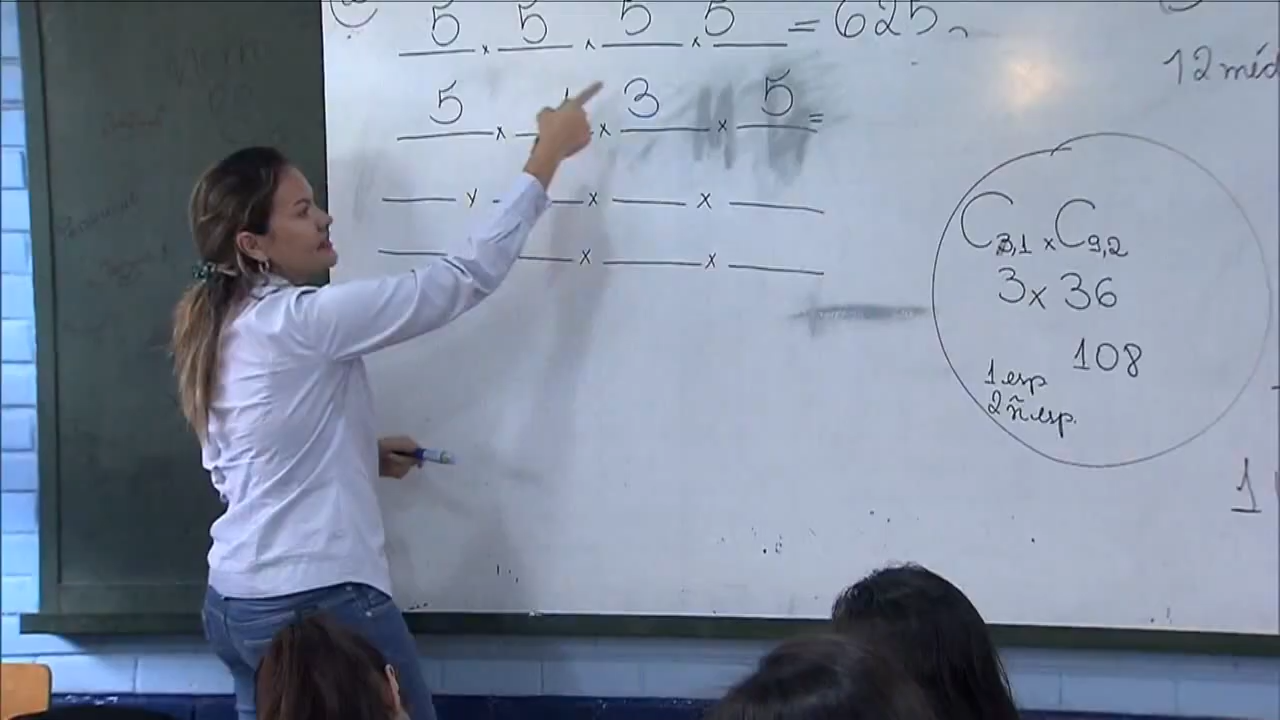 5 x 5 x 5 x 5 = 625
5 x x 3 x 5 =
x x x
x x
12 méd
C3,1 x C9,2
3 x 36
108
1 esp
2 ñ esp.
1